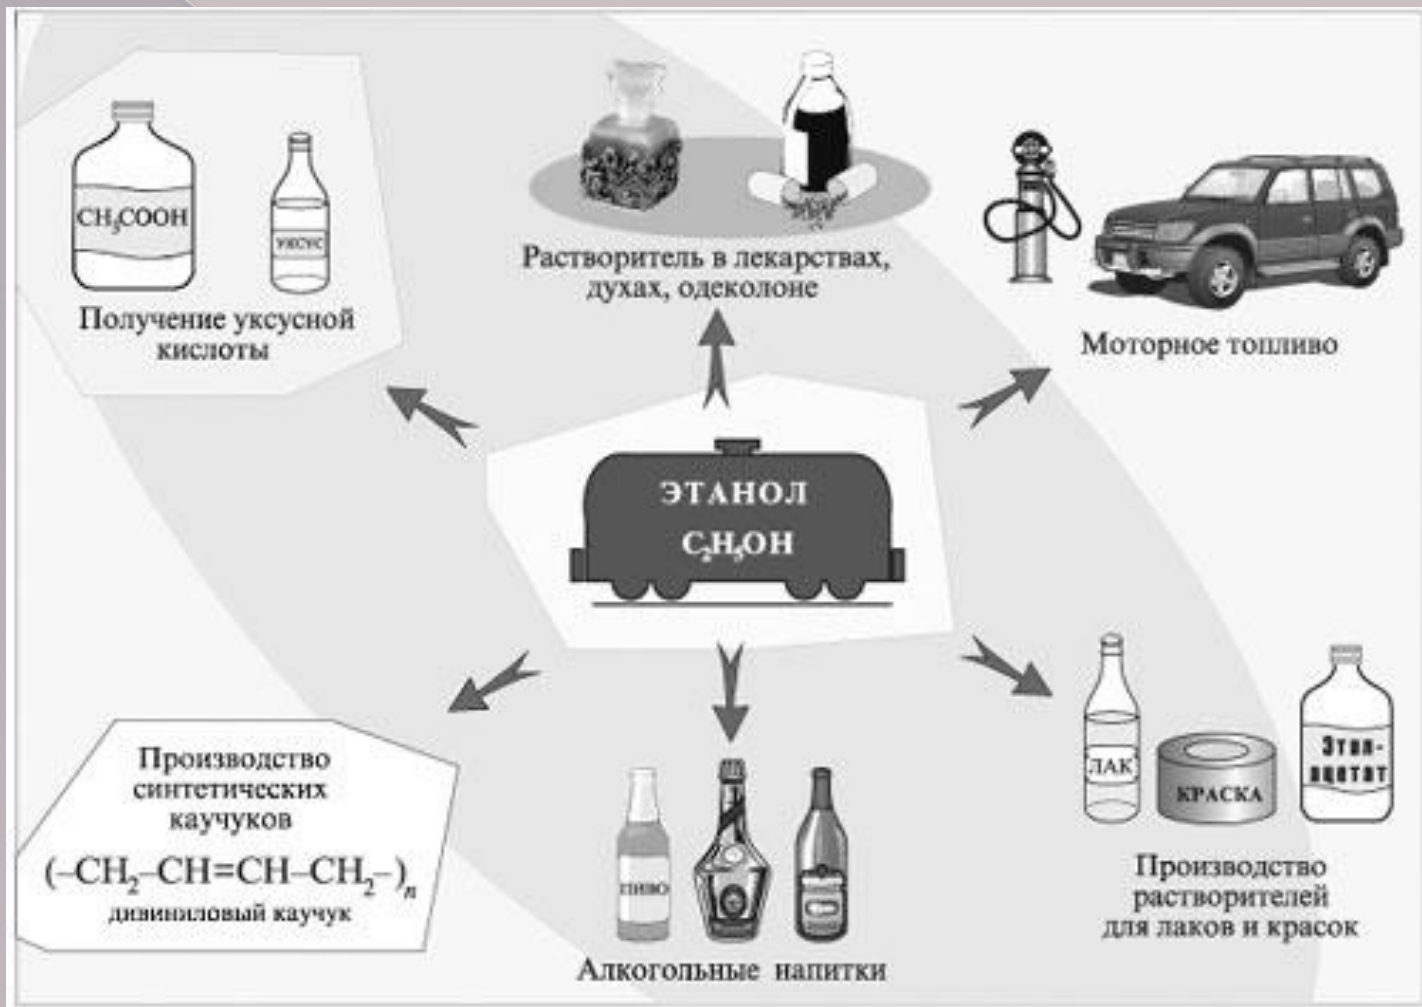 CH₃COOH
УКСУС
Получение уксусной
кислоты
Растворитель в лекарствах,
духах, одеколоне
Моторное топливо
ЭТАНОЛ
C₂H₅OH
Производство
синтетических
каучуков
(–CH₂–CH=CH–CH₂–)ₙ
дивиниловый каучук
ПИВО
Алкогольные напитки
ЛАК
КРАСКА
Этил-
ацетат
Производство
растворителей
для лаков и красок